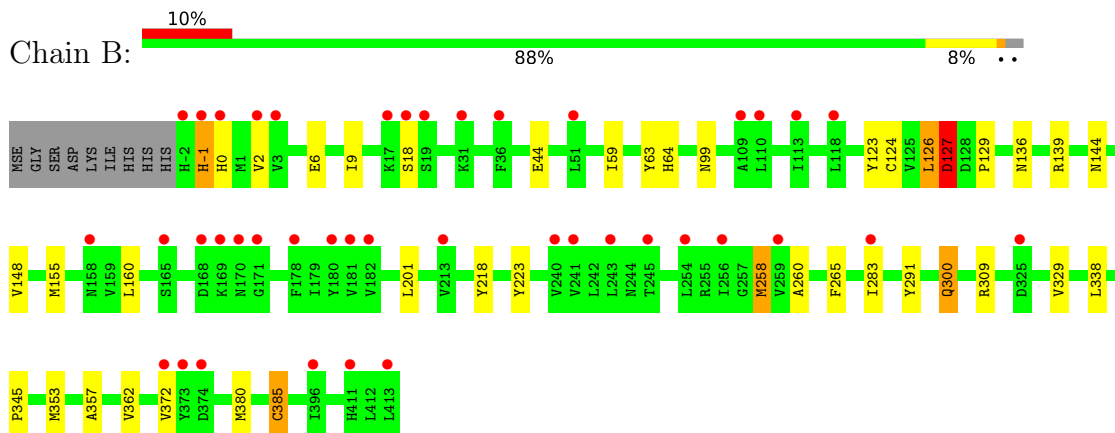 10%
Chain B:
88% 8% • •
MSE GLY SER ASP LYS ILE HIS HIS HIS H-2 H-1 H0 M1 V2 V3 E6 I9 K17 S18 S19 K31 F36 E44 L51 I59 Y63 H64 N99 A109 L110 I113 L118 Y123 C124 V125 L126 D127 D128 P129 N136 R139 N144
V148 M155 N158 V159 L160 S165 D168 K169 N170 G171 F178 I179 Y180 V181 V182 L201 V213 Y218 Y223 V240 V241 L242 L243 N244 T245 L254 R255 I256 G257 M258 V259 A260 F265 I283 Y291 Q300 R309 D325 V329 L338
P345 M353 A357 V362 V372 Y373 D374 M380 C385 I396 H411 L412 L413